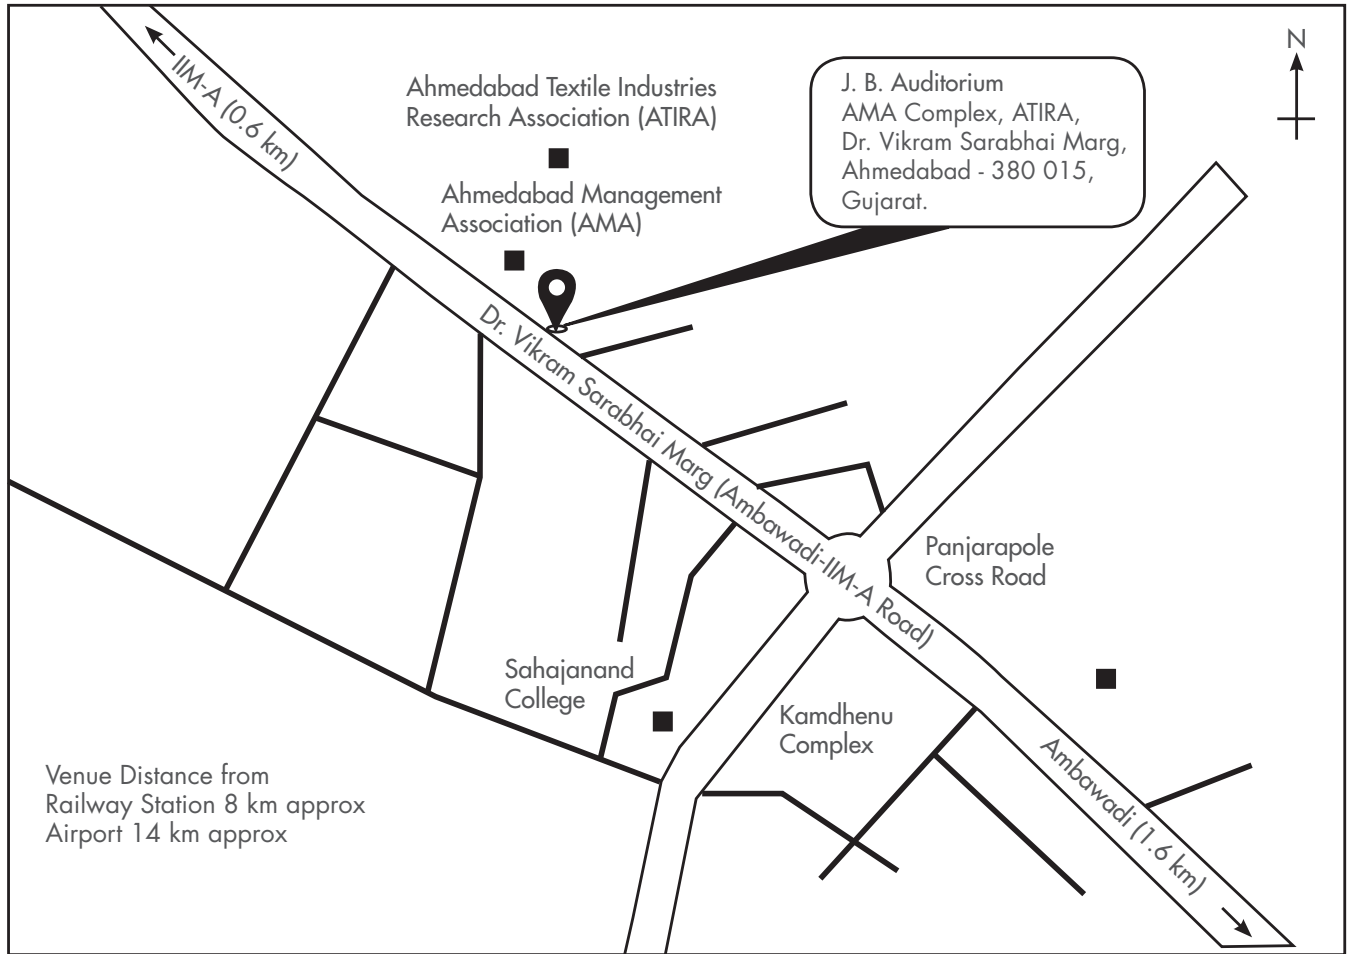 N
IIM-A (0.6 km)
Ahmedabad Textile Industries
Research Association (ATIRA)
Ahmedabad Management
Association (AMA)
J. B. Auditorium
AMA Complex, ATIRA,
Dr. Vikram Sarabhai Marg,
Ahmedabad - 380 015,
Gujarat.
Dr. Vikram Sarabhai Marg (Ambawadi-IIM-A Road)
Panjarapole
Cross Road
Sahajanand
College
Kamdhenu
Complex
Ambawadi (1.6 km)
Venue Distance from
Railway Station 8 km approx
Airport 14 km approx